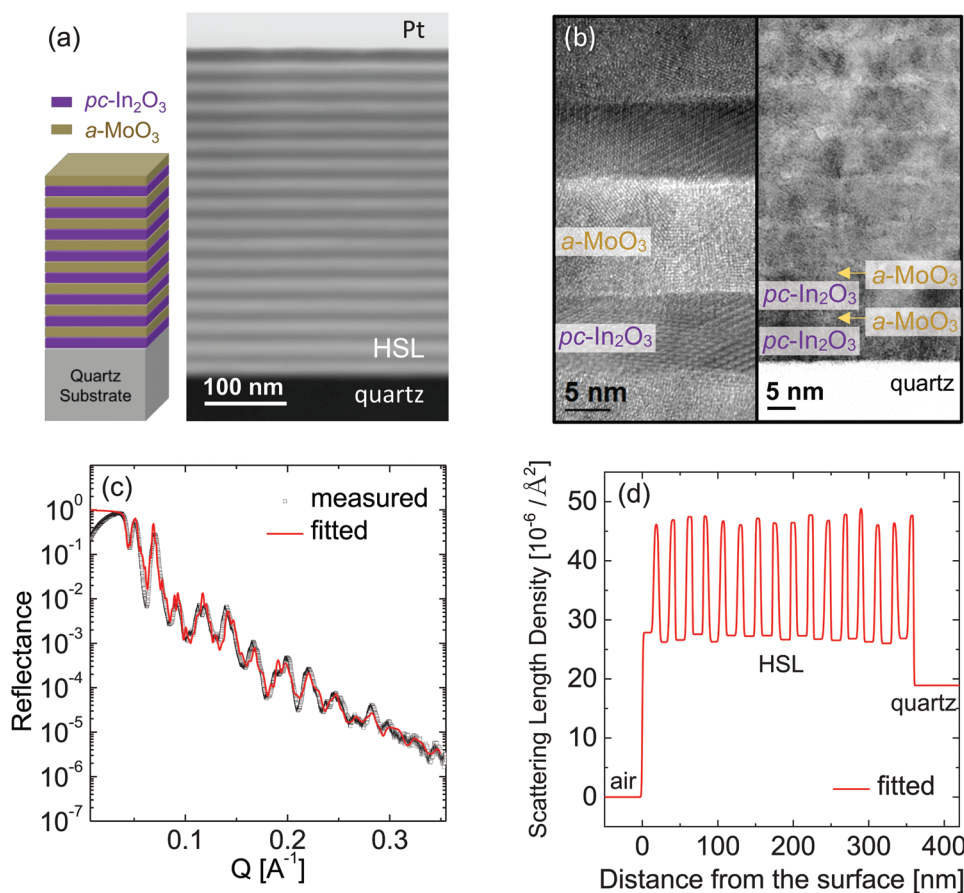 (a)
Pt
pc-In₂O₃
a-MoO₃
Quartz
Substrate
HSL
100 nm
quartz
(b)
a-MoO₃
pc-In₂O₃
5 nm
a-MoO₃
pc-In₂O₃
a-MoO₃
pc-In₂O₃
quartz
5 nm
(c)
measured
fitted
10⁰
10⁻¹
10⁻²
10⁻³
10⁻⁴
10⁻⁵
10⁻⁶
10⁻⁷
Reflectance
0.1
0.2
0.3
Q [A⁻¹]
(d)
Scattering Length Density [10⁻⁶ / Å²]
50
40
30
20
10
0
HSL
quartz
air
fitted
0
100
200
300
400
Distance from the surface [nm]